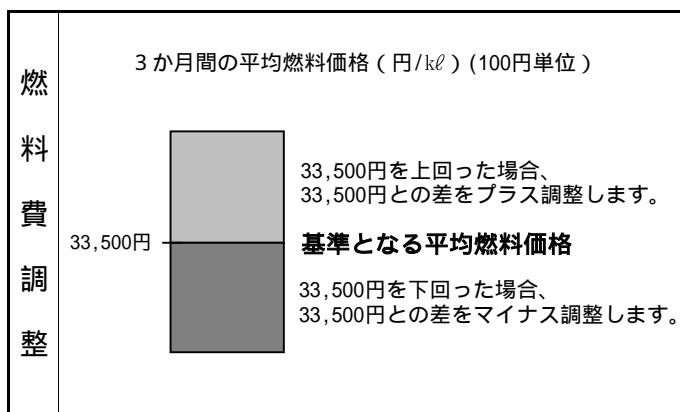 燃料費調整
3か月間の平均燃料価格（円/kℓ）(100円単位）
33,500円を上回った場合、
33,500円との差をプラス調整します。
33,500円
基準となる平均燃料価格
33,500円を下回った場合、
33,500円との差をマイナス調整します。